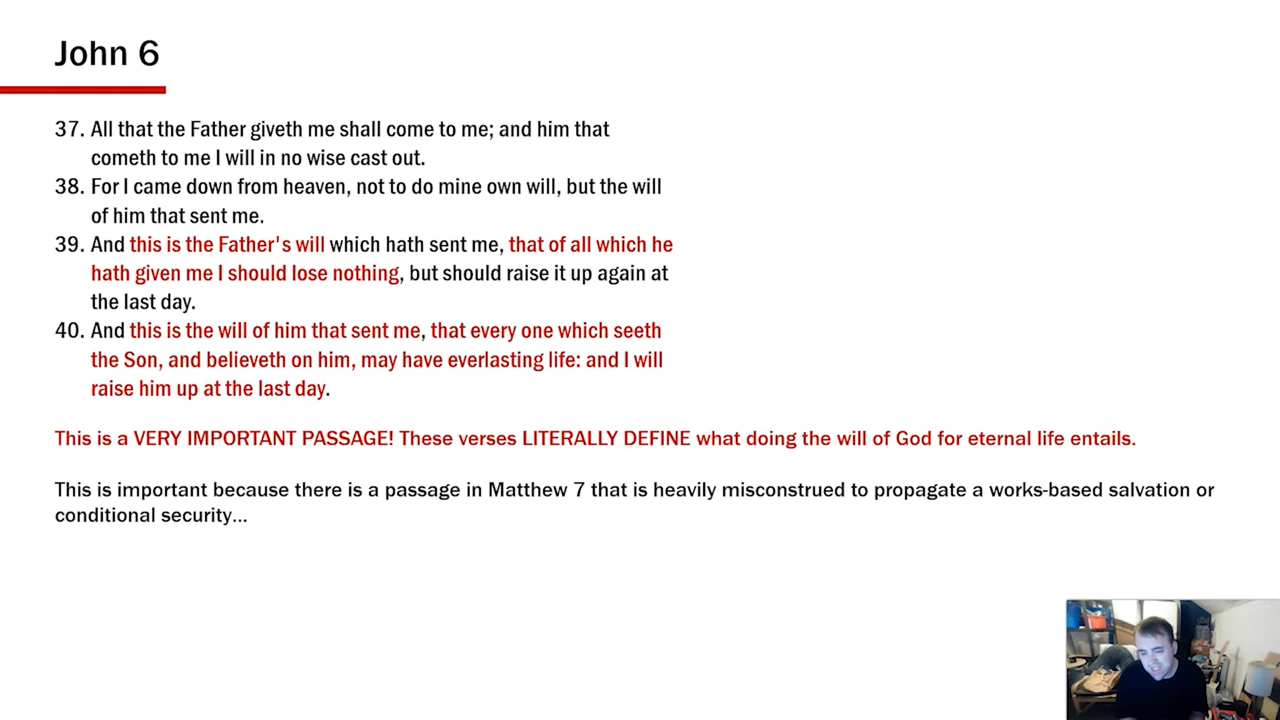 John 6
37. All that the Father giveth me shall come to me; and him that
cometh to me I will in no wise cast out.
38. For I came down from heaven, not to do mine own will, but the will
of him that sent me.
39. And this is the Father's will which hath sent me, that of all which he
hath given me I should lose nothing, but should raise it up again at
the last day.
40. And this is the will of him that sent me, that every one which seeth
the Son, and believeth on him, may have everlasting life: and I will
raise him up at the last day.
This is a VERY IMPORTANT PASSAGE! These verses LITERALLY DEFINE what doing the will of God for eternal life entails.
This is important because there is a passage in Matthew 7 that is heavily misconstrued to propagate a works-based salvation or
conditional security...